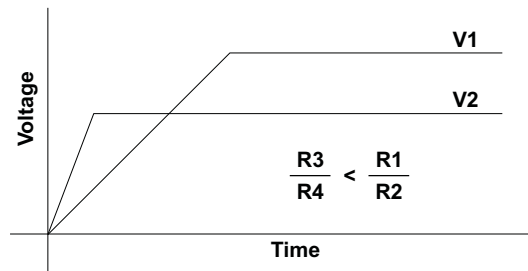 V1
Voltage
V2
R3 < R1
R4 R2
Time